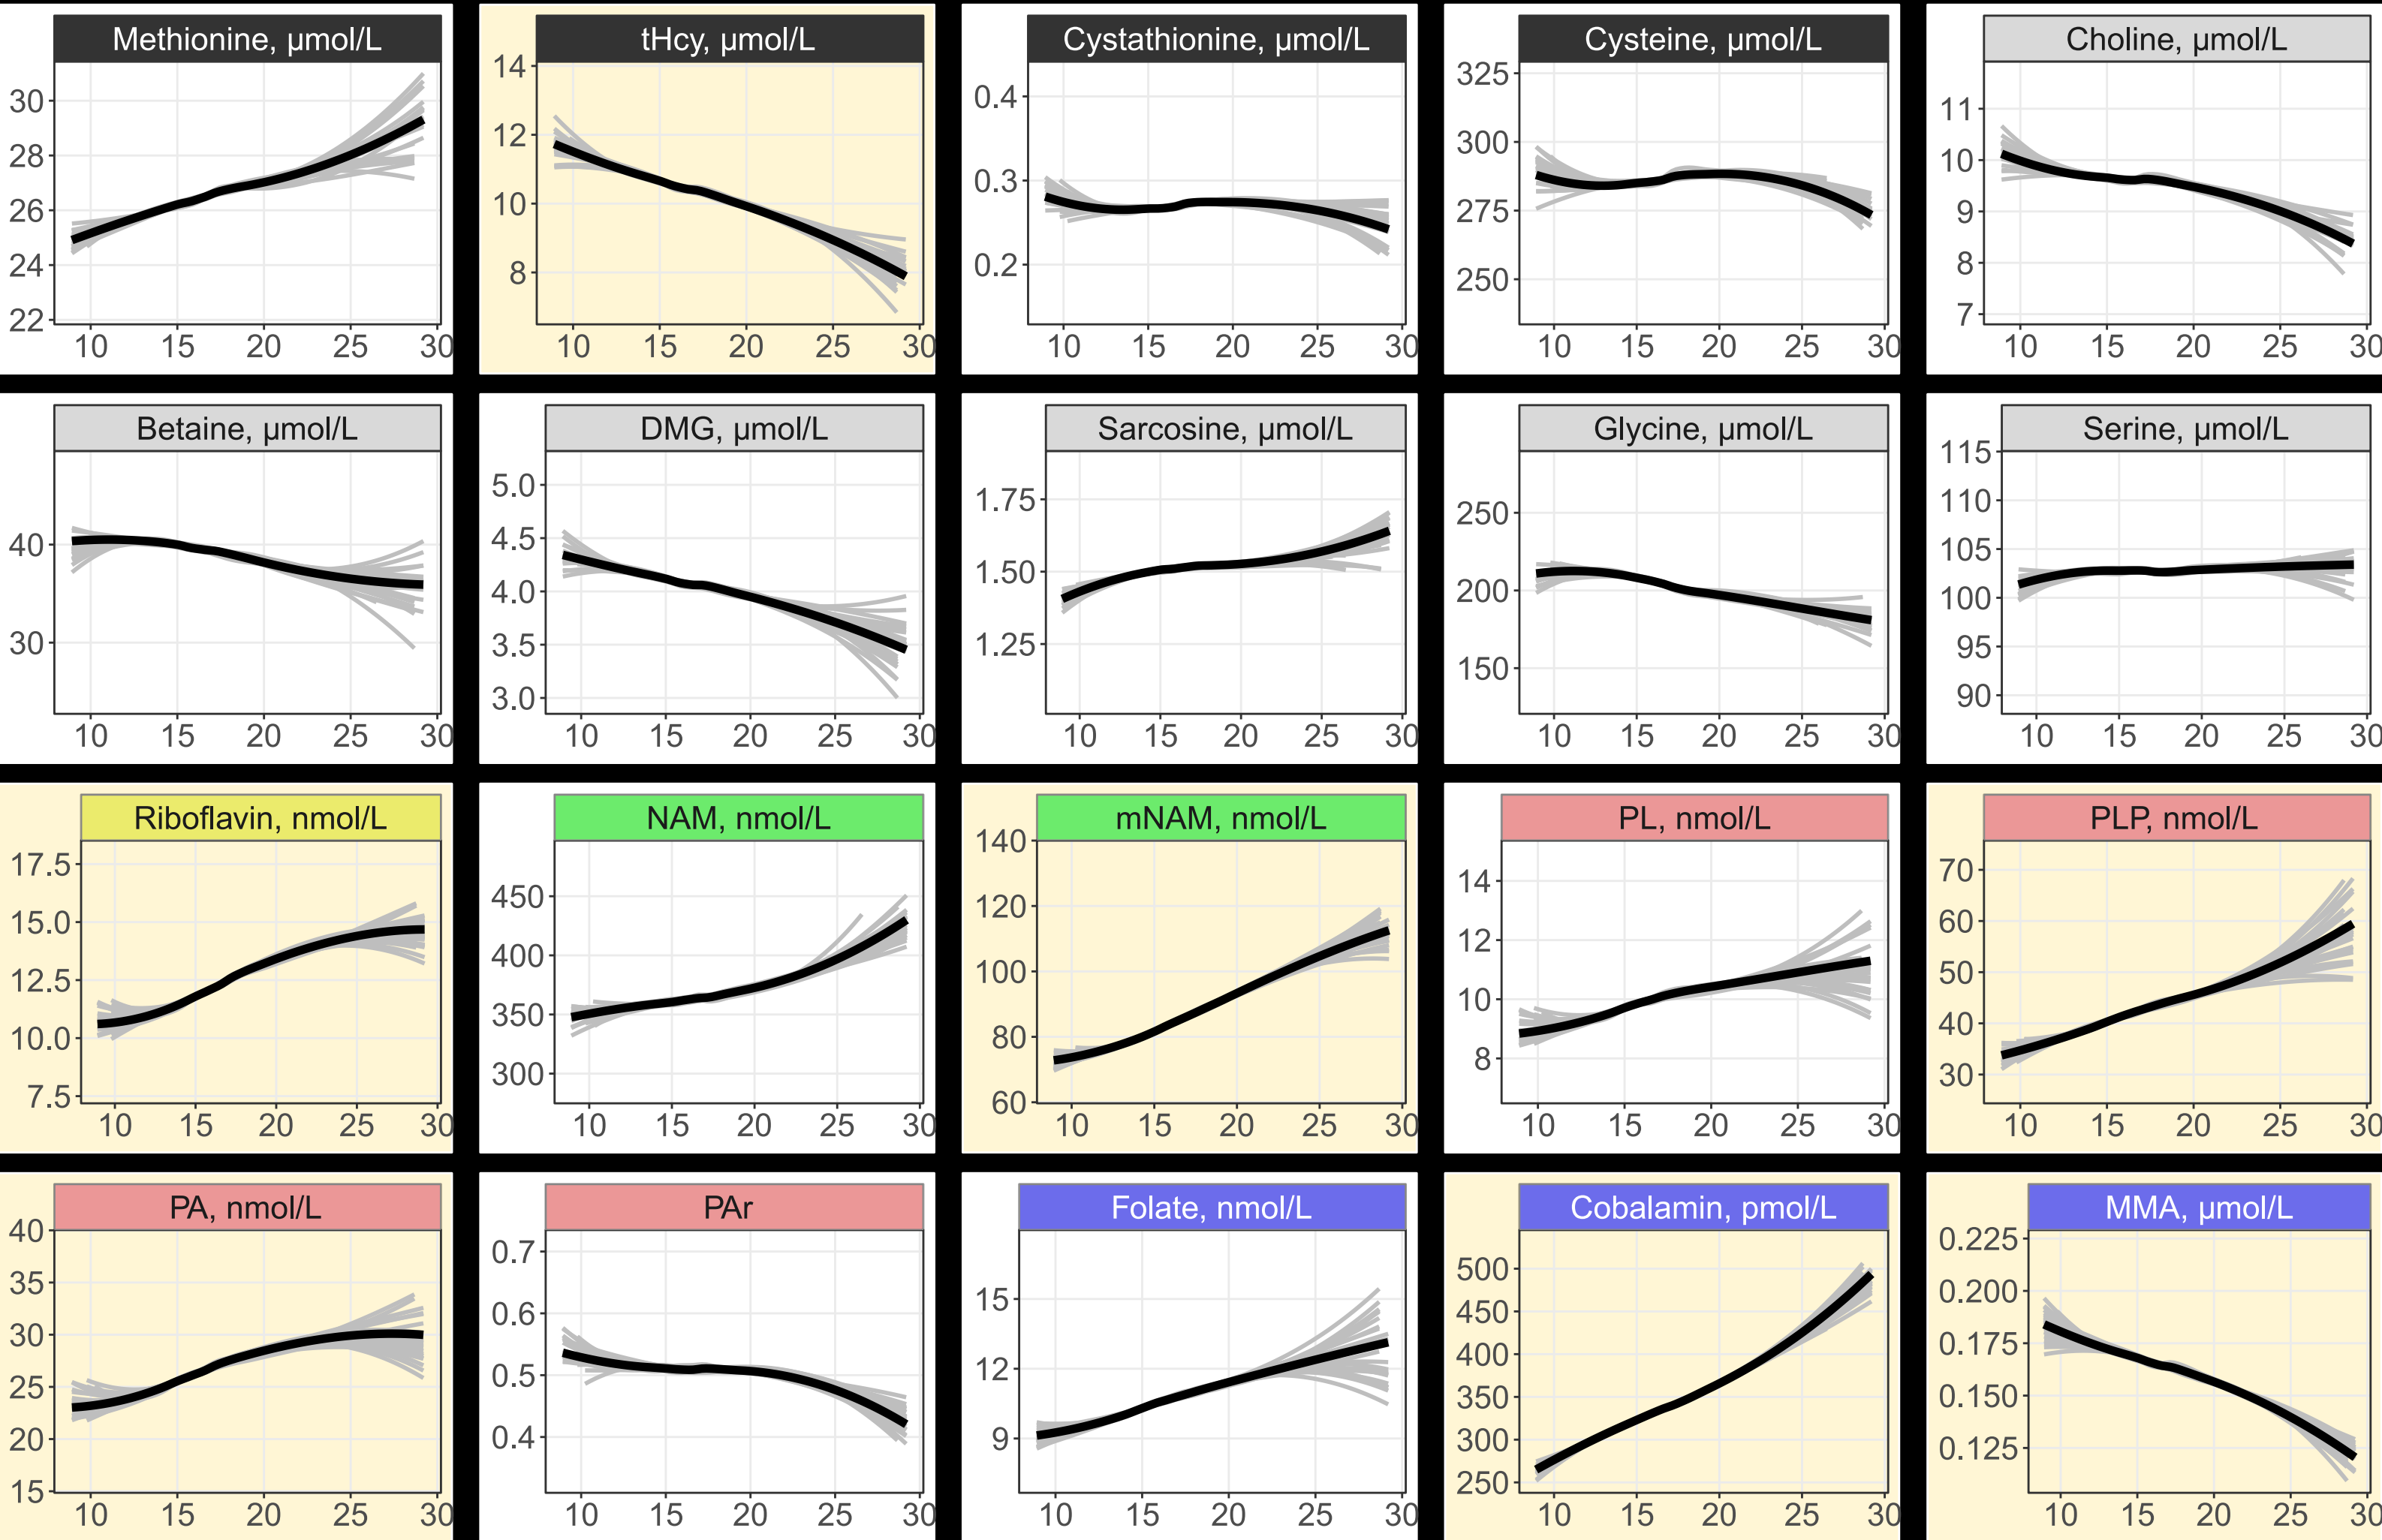 Methionine, µmol/L
30
28
26
24
22
10 15 20 25 30
tHcy, µmol/L
14
12
10
8
10 15 20 25 30
Cystathionine, µmol/L
0.4
0.3
0.2
10 15 20 25 30
Cysteine, µmol/L
325
300
275
250
10 15 20 25 30
Choline, µmol/L
11
10
9
8
7
10 15 20 25 30
Betaine, µmol/L
40
30
10 15 20 25 30
DMG, µmol/L
5.0
4.5
4.0
3.5
3.0
10 15 20 25 30
Sarcosine, µmol/L
1.75
1.50
1.25
10 15 20 25 30
Glycine, µmol/L
250
200
150
10 15 20 25 30
Serine, µmol/L
115
110
105
100
95
90
10 15 20 25 30
Riboflavin, nmol/L
17.5
15.0
12.5
10.0
7.5
10 15 20 25 30
NAM, nmol/L
450
400
350
300
10 15 20 25 30
mNAM, nmol/L
140
120
100
80
60
10 15 20 25 30
PL, nmol/L
14
12
10
8
10 15 20 25 30
PLP, nmol/L
70
60
50
40
30
10 15 20 25 30
PA, nmol/L
40
35
30
25
20
15
10 15 20 25 30
PAr
0.7
0.6
0.5
0.4
10 15 20 25 30
Folate, nmol/L
15
12
9
10 15 20 25 30
Cobalamin, pmol/L
500
450
400
350
300
250
10 15 20 25 30
MMA, µmol/L
0.225
0.200
0.175
0.150
0.125
10 15 20 25 30